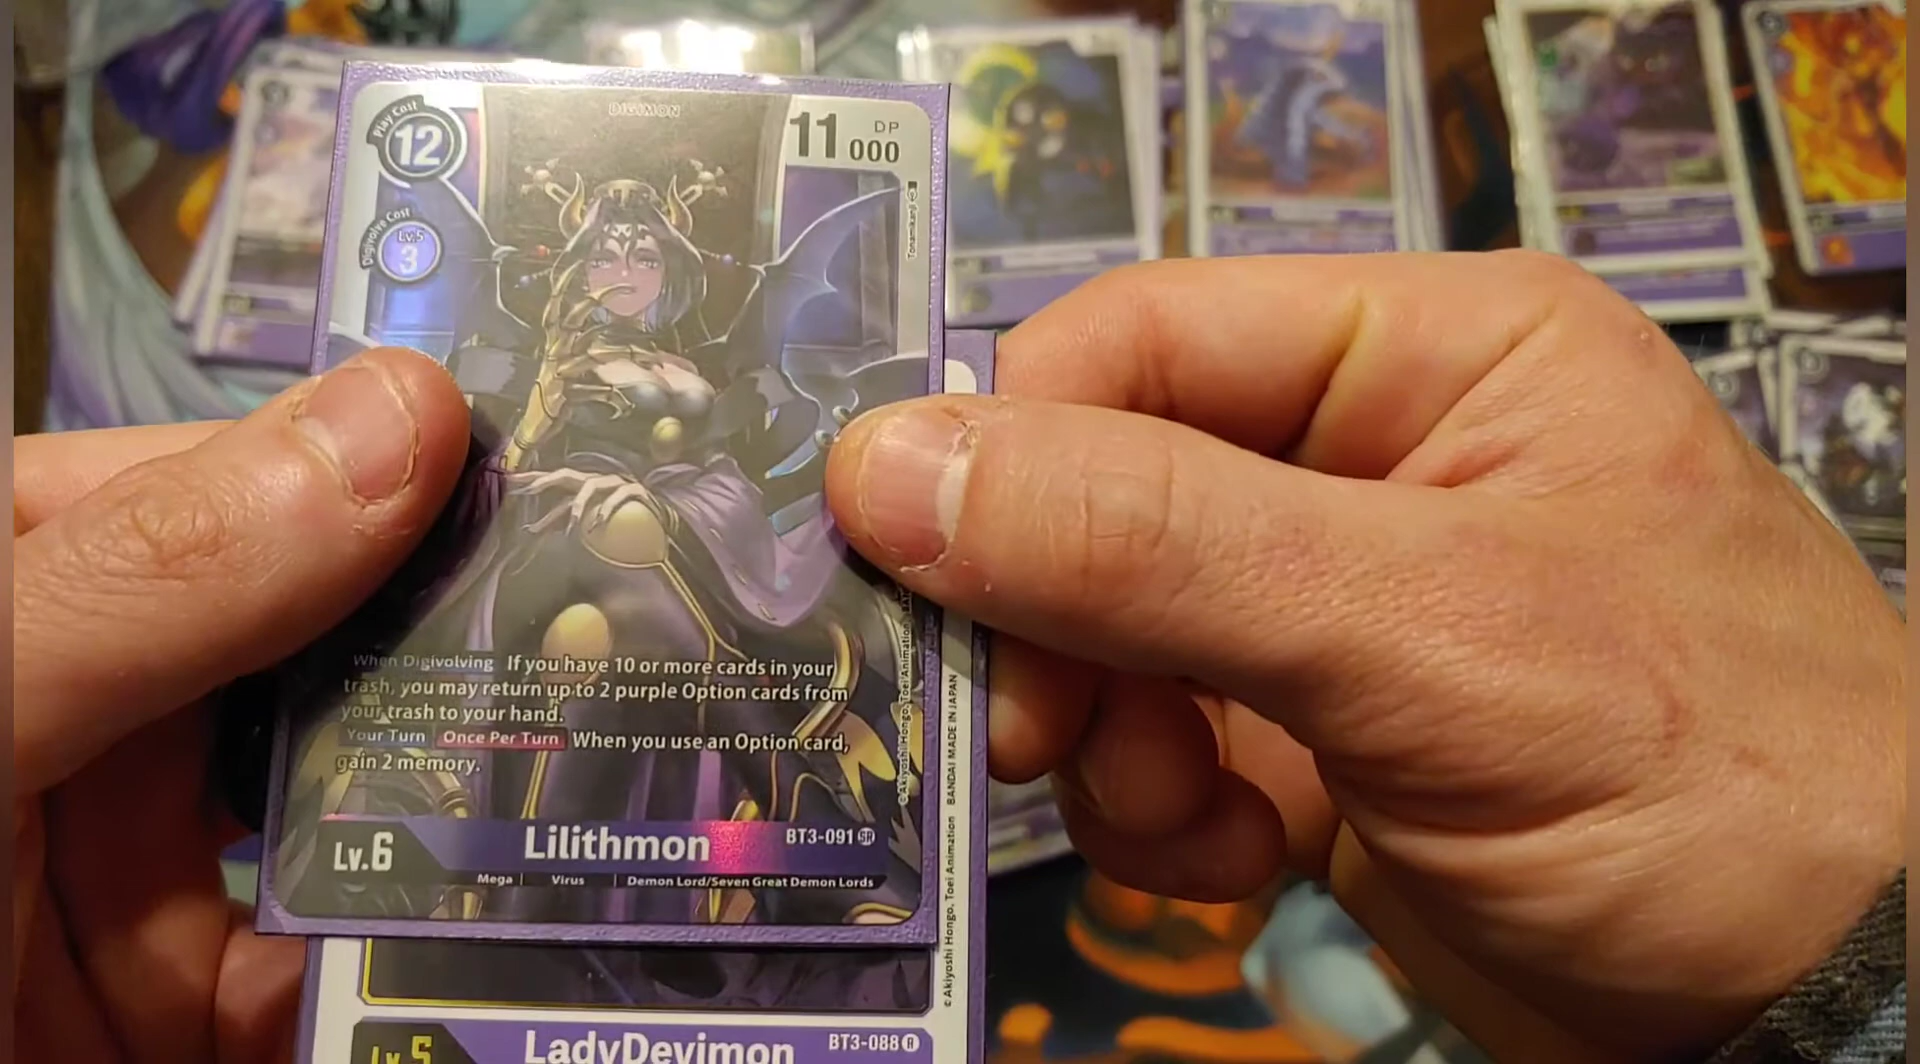 DIGIMON
Play Cost
12
11000
DP
Digivolve Cost
Lv.5
3
Tonamikanji
When Digivolving If you have 10 or more cards in your
trash, you may return up to 2 purple Option cards from
your trash to your hand.
Your Turn Once Per Turn When you use an Option card,
gain 2 memory.
©Akiyoshi Hongo, Toei Animation
Lv.6
Lilithmon
BT3-091 SR
Mega | Virus | Demon Lord/Seven Great Demon Lords
© Akiyoshi Hongo, Toei Animation BANDAI MADE IN JAPAN
Lv.5
LadyDevimon
BT3-088 R